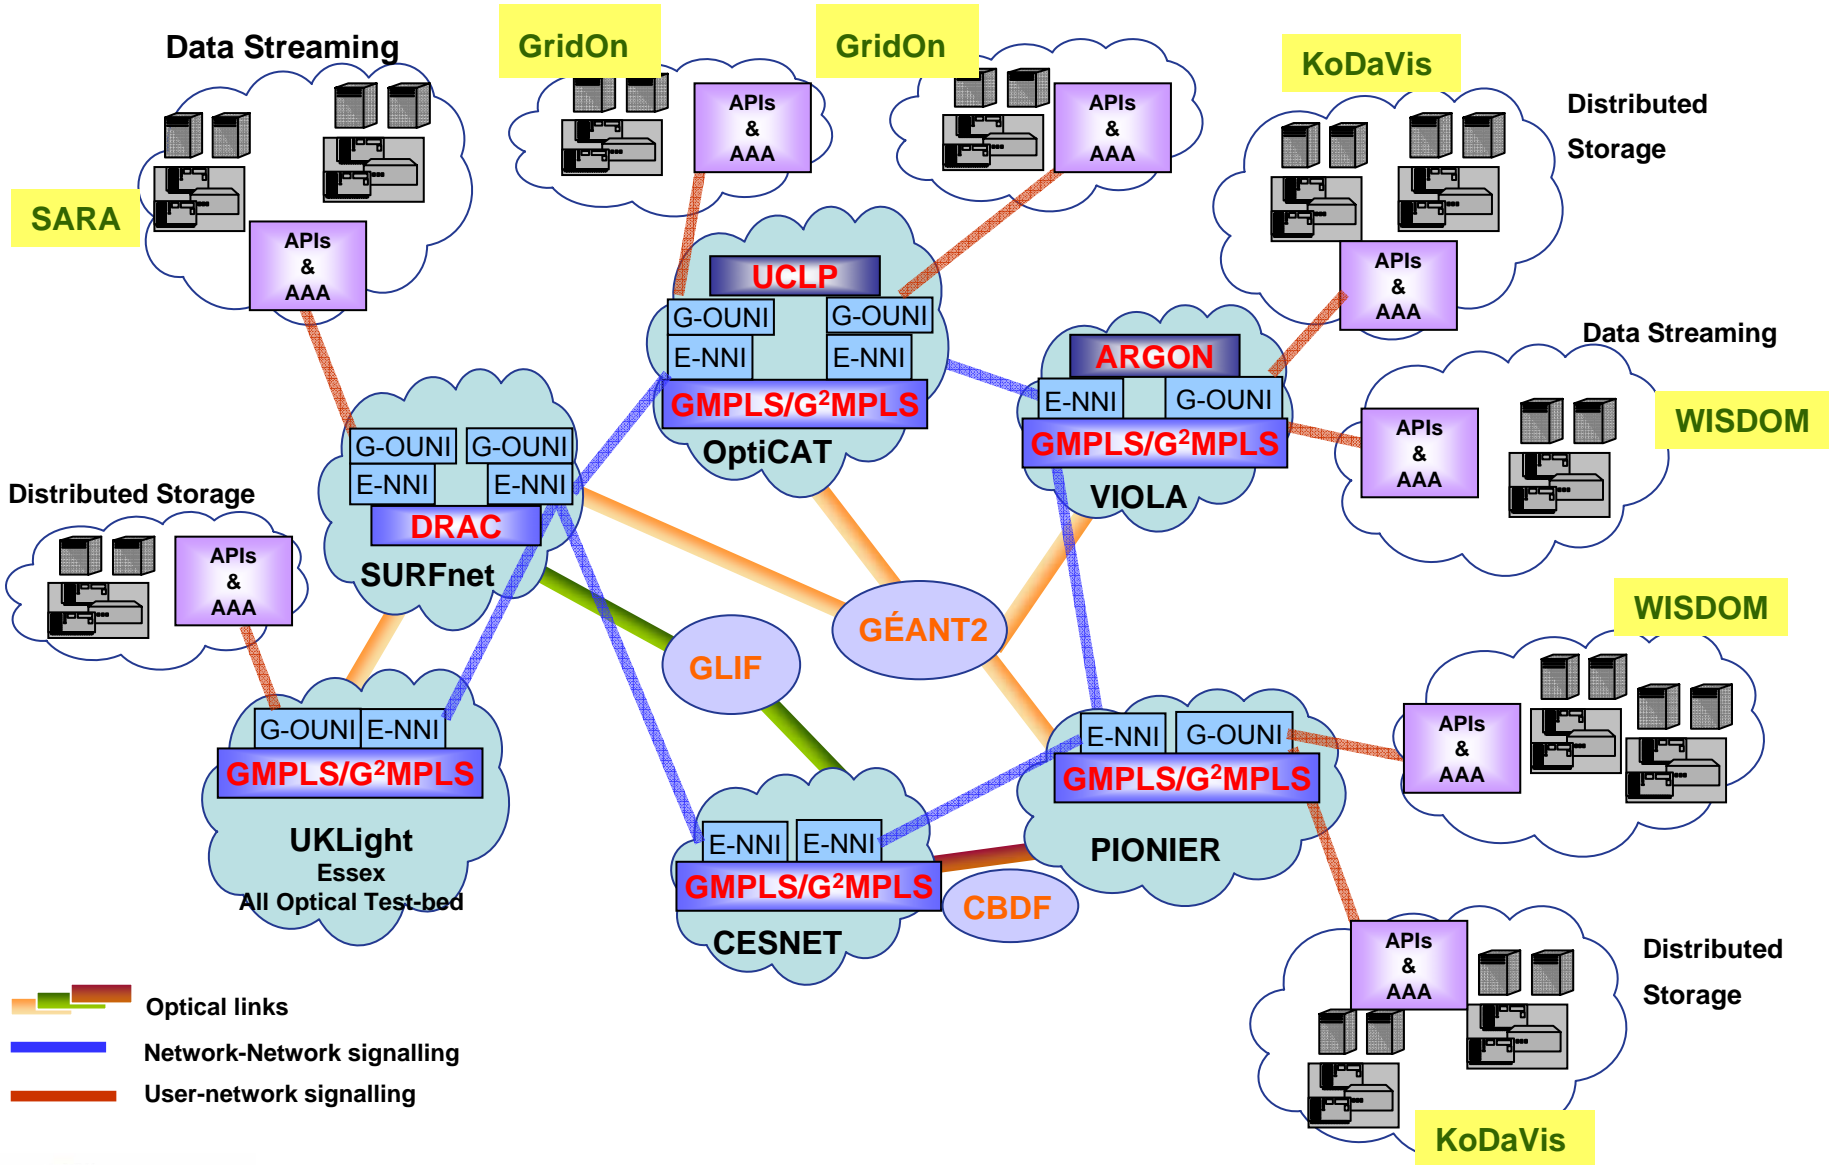 Data Streaming
GridOn
GridOn
KoDaVis
Distributed
Storage
APIs
&
AAA
APIs
&
AAA
SARA
APIs
&
AAA
UCLP
G-OUNI
G-OUNI
E-NNI
E-NNI
GMPLS/G²MPLS
OptiCAT
APIs
&
AAA
Data Streaming
ARGON
E-NNI
G-OUNI
GMPLS/G²MPLS
VIOLA
APIs
&
AAA
WISDOM
G-OUNI
G-OUNI
E-NNI
E-NNI
DRAC
SURFnet
Distributed Storage
APIs
&
AAA
GÉANT2
GLIF
WISDOM
APIs
&
AAA
G-OUNI
E-NNI
GMPLS/G²MPLS
UKLight
Essex
All Optical Test-bed
E-NNI
G-OUNI
GMPLS/G²MPLS
PIONIER
E-NNI
E-NNI
GMPLS/G²MPLS
CESNET
CBDF
APIs
&
AAA
Distributed
Storage
KoDaVis
Optical links
Network-Network signalling
User-network signalling